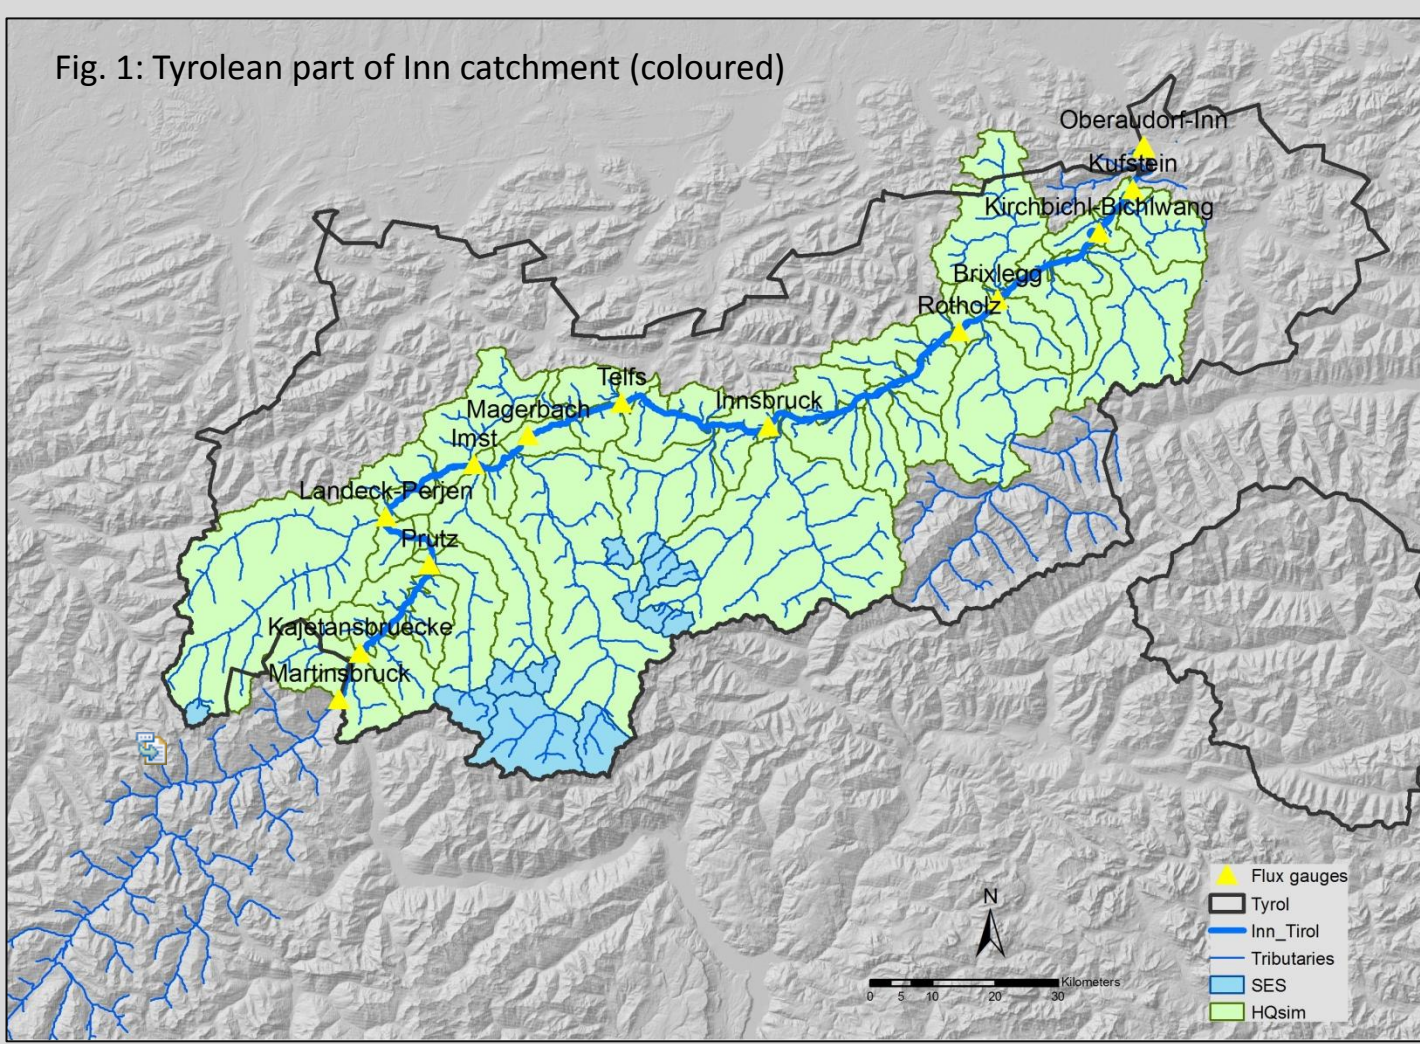 Fig. 1: Tyrolean part of Inn catchment (coloured)
Oberaudorf-Inn
Kufstein
Kirchbichl-Bichlwang
Brixlegg
Rotholz
Telfs
Innsbruck
Magerbach
Imst
Landeck-Perjen
Prutz
Kajetansbruecke
Martinsbruck
N
Kilometers
0 5 10 20 30
Flux gauges
Tyrol
Inn_Tirol
Tributaries
SES
HQsim